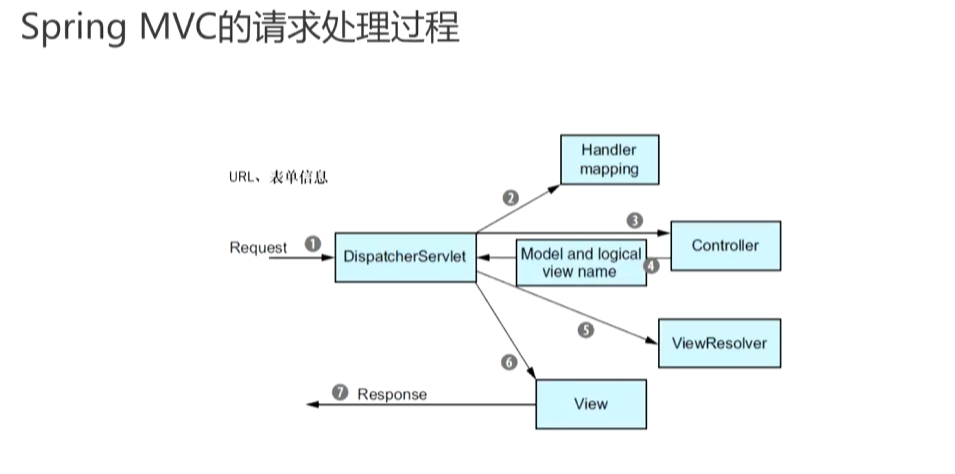 Spring MVC的请求处理过程
Handler
mapping
URL、表单信息
2
3
Request 1
DispatcherServlet
Model and logical
view name
4
Controller
5
ViewResolver
6
7 Response
View